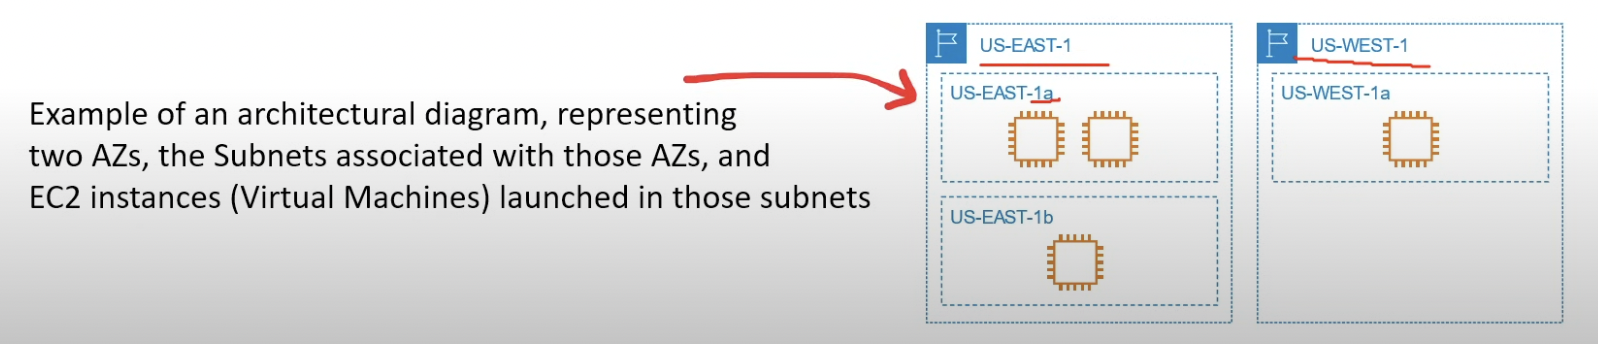 Example of an architectural diagram, representing
two AZs, the Subnets associated with those AZs, and
EC2 instances (Virtual Machines) launched in those subnets
US-EAST-1
US-EAST-1a
US-EAST-1b
US-WEST-1
US-WEST-1a